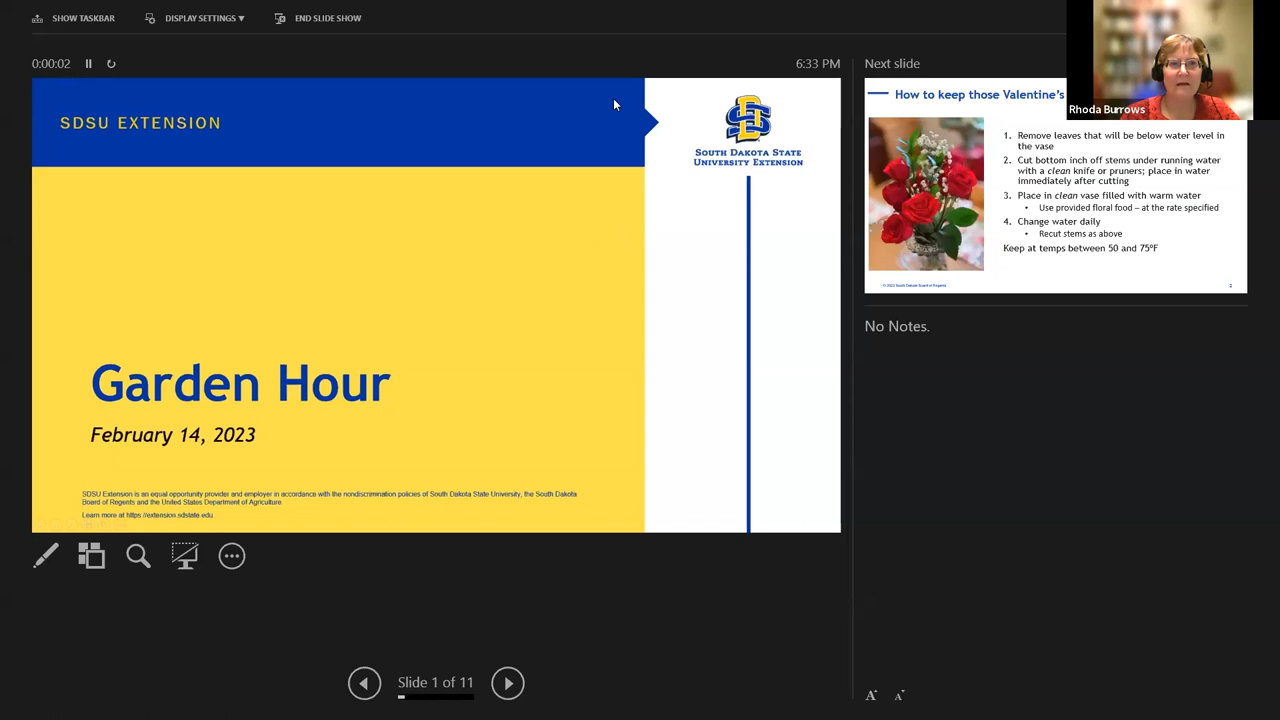 SHOW TASKBAR
DISPLAY SETTINGS ▼
END SLIDE SHOW
0:00:02
6:33 PM
SDSU EXTENSION
SOUTH DAKOTA STATE
UNIVERSITY EXTENSION
Garden Hour
February 14, 2023
SDSU Extension is an equal opportunity provider and employer in accordance with the nondiscrimination policies of South Dakota State University, the South Dakota
Board of Regents and the United States Department of Agriculture.
Learn more at https://extension.sdstate.edu.
Slide 1 of 11
Next slide
Rhoda Burrows
How to keep those Valentine's
1. Remove leaves that will be below water level in
the vase
2. Cut bottom inch off stems under running water
with a clean knife or pruners; place in water
immediately after cutting
3. Place in clean vase filled with warm water
• Use provided floral food – at the rate specified
4. Change water daily
• Recut stems as above
Keep at temps between 50 and 75°F
© 2023 South Dakota Board of Regents
2
No Notes.
A A